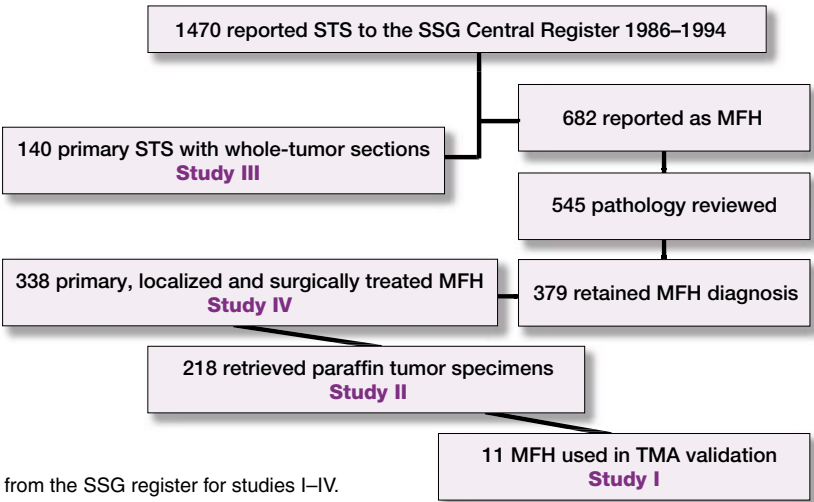 1470 reported STS to the SSG Central Register 1986–1994
682 reported as MFH
140 primary STS with whole-tumor sections
Study III
545 pathology reviewed
338 primary, localized and surgically treated MFH
Study IV
379 retained MFH diagnosis
218 retrieved paraffin tumor specimens
Study II
11 MFH used in TMA validation
Study I
from the SSG register for studies I–IV.